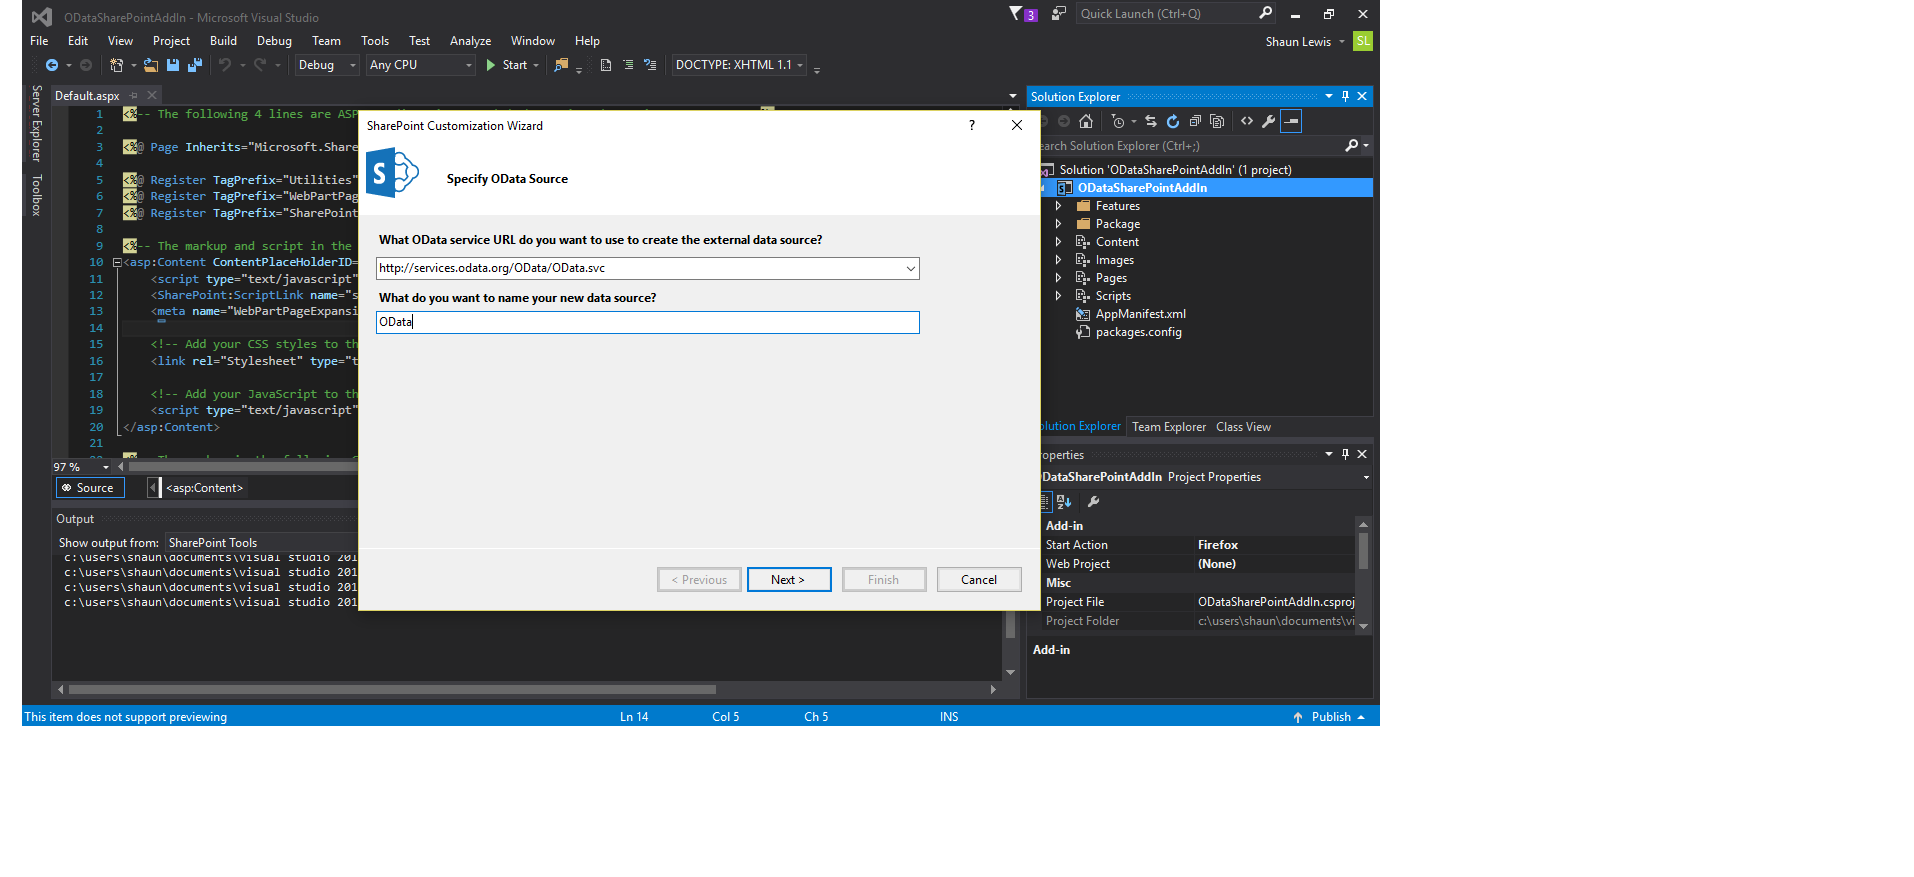 ODataSharePointAddIn - Microsoft Visual Studio
3
Quick Launch (Ctrl+Q)
File Edit View Project Build Debug Team Tools Test Analyze Window Help
Shaun Lewis SL
Debug Any CPU Start DOCTYPE: XHTML 1.1
Server Explorer
Toolbox
Default.aspx
1 <%-- The following 4 lines are ASP
2
3 <%@ Page Inherits="Microsoft.Share
4
5 <%@ Register TagPrefix="Utilities"
6 <%@ Register TagPrefix="WebPartPag
7 <%@ Register TagPrefix="SharePoint
8
9 <%-- The markup and script in the
10 <asp:Content ContentPlaceHolderID=
11 <script type="text/javascript"
12 <SharePoint:ScriptLink name="s
13 <meta name="WebPartPageExpansi
14
15 <!-- Add your CSS styles to th
16 <link rel="Stylesheet" type="t
17
18 <!-- Add your JavaScript to th
19 <script type="text/javascript"
20 </asp:Content>
21
97 %
Source <asp:Content>
Output
Show output from: SharePoint Tools
c:\users\shaun\documents\visual studio 201
c:\users\shaun\documents\visual studio 201
c:\users\shaun\documents\visual studio 201
c:\users\shaun\documents\visual studio 201
SharePoint Customization Wizard
?
S
Specify OData Source
What OData service URL do you want to use to create the external data source?
http://services.odata.org/OData/OData.svc
What do you want to name your new data source?
OData
< Previous Next > Finish Cancel
Solution Explorer
earch Solution Explorer (Ctrl+;)
Solution 'ODataSharePointAddIn' (1 project)
ODataSharePointAddIn
Features
Package
Content
Images
Pages
Scripts
AppManifest.xml
packages.config
olution Explorer Team Explorer Class View
roperties
DataSharePointAddIn Project Properties
Add-in
Start Action Firefox
Web Project (None)
Misc
Project File ODataSharePointAddIn.csproj
Project Folder c:\users\shaun\documents\vi
Add-in
This item does not support previewing Ln 14 Col 5 Ch 5 INS Publish